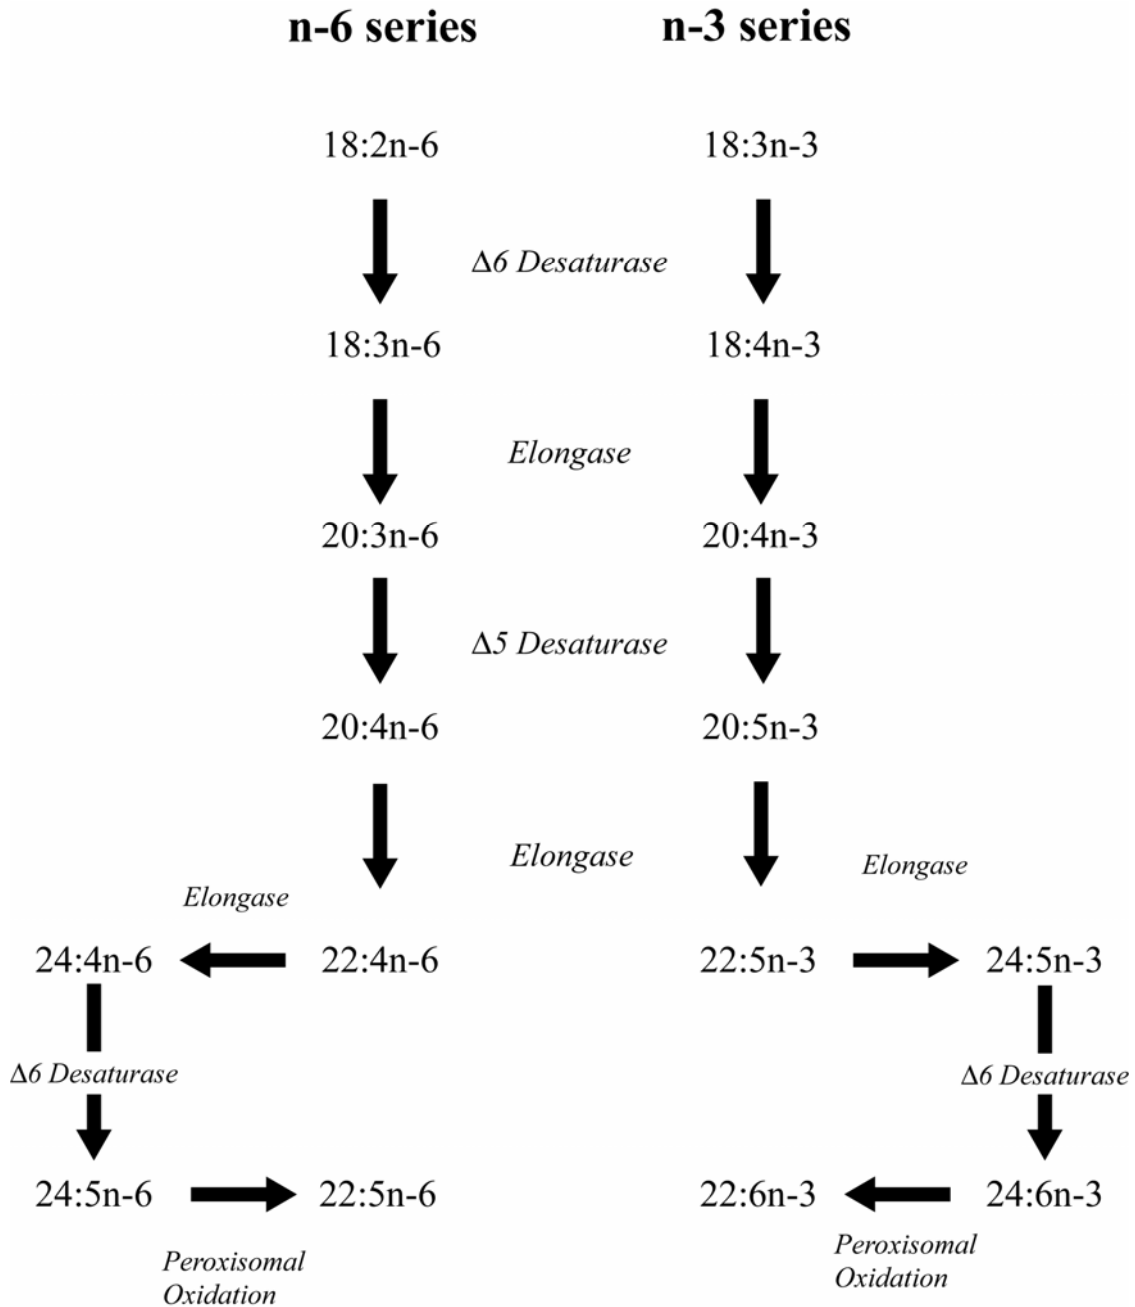 n-6 series n-3 series
18:2n-6 18:3n-3
Δ6 Desaturase
18:3n-6 18:4n-3
Elongase
20:3n-6 20:4n-3
Δ5 Desaturase
20:4n-6 20:5n-3
Elongase
Elongase
Elongase
24:4n-6 22:4n-6 22:5n-3 24:5n-3
Δ6 Desaturase Δ6 Desaturase
24:5n-6 22:5n-6 22:6n-3 24:6n-3
Peroxisomal
Oxidation
Peroxisomal
Oxidation